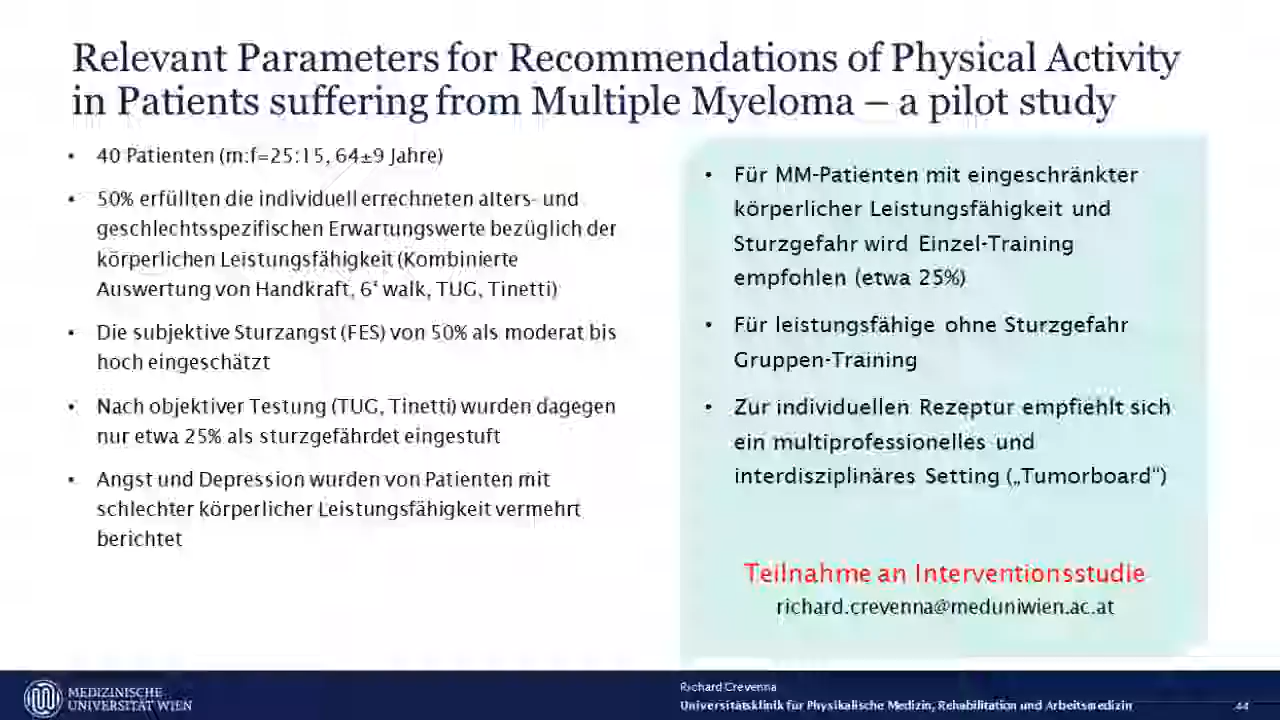 Relevant Parameters for Recommendations of Physical Activity
in Patients suffering from Multiple Myeloma – a pilot study
• 40 Patienten (m:f=25:15, 64±9 Jahre)
• 50% erfüllten die individuell errechneten alters- und
geschlechtsspezifischen Erwartungswerte bezüglich der
körperlichen Leistungsfähigkeit (Kombinierte
Auswertung von Handkraft, 6‘ walk, TUG, Tinetti)
• Die subjektive Sturzangst (FES) von 50% als moderat bis
hoch eingeschätzt
• Nach objektiver Testung (TUG, Tinetti) wurden dagegen
nur etwa 25% als sturzgefährdet eingestuft
• Angst und Depression wurden von Patienten mit
schlechter körperlicher Leistungsfähigkeit vermehrt
berichtet
• Für MM-Patienten mit eingeschränkter
körperlicher Leistungsfähigkeit und
Sturzgefahr wird Einzel-Training
empfohlen (etwa 25%)
• Für leistungsfähige ohne Sturzgefahr
Gruppen-Training
• Zur individuellen Rezeptur empfiehlt sich
ein multiprofessionelles und
interdisziplinäres Setting („Tumorboard“)
Teilnahme an Interventionsstudie
richard.crevenna@meduniwien.ac.at
MEDIZINISCHE
UNIVERSITÄT WIEN
Richard Crevenna
Universitätsklinik für Physikalische Medizin, Rehabilitation und Arbeitsmedizin
44